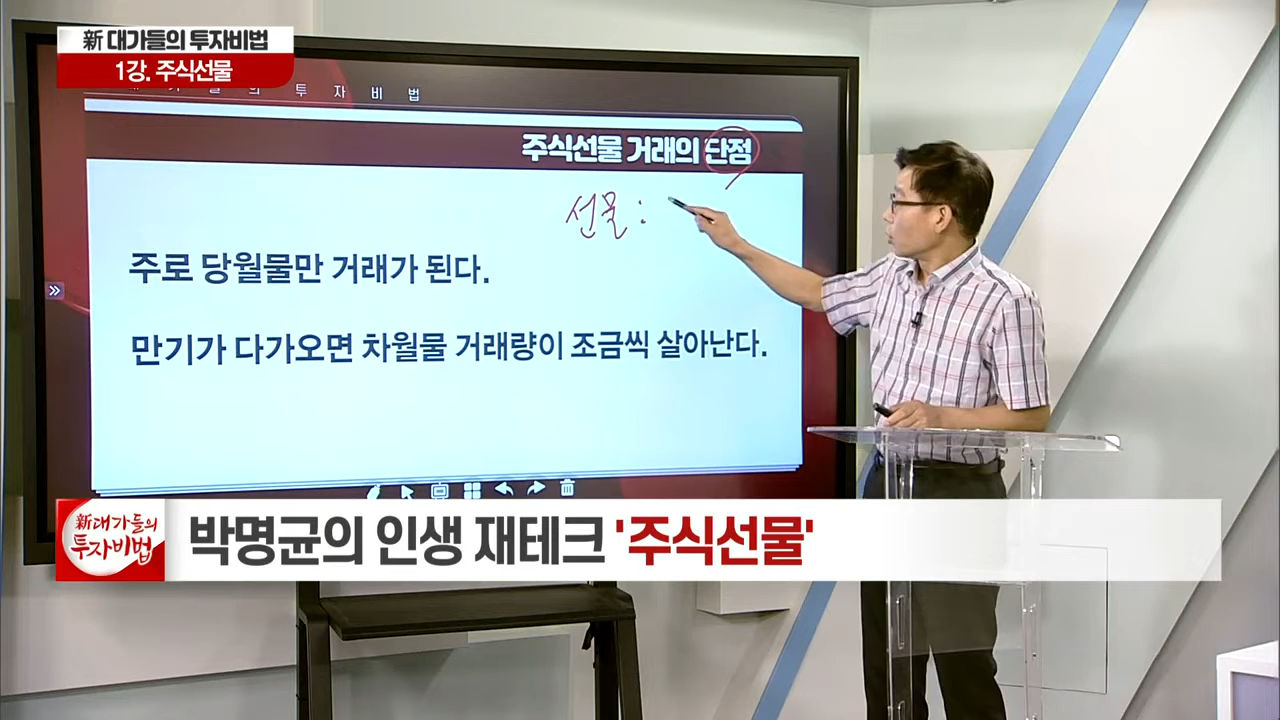 新 대가들의 투자비법
1강. 주식선물
대 가 들 의 투 자 비 법
주식선물 거래의 단점
선물:
주로 당월물만 거래가 된다.
만기가 다가오면 차월물 거래량이 조금씩 살아난다.
新 대가들의
투자비법
박명균의 인생 재테크 '주식선물'